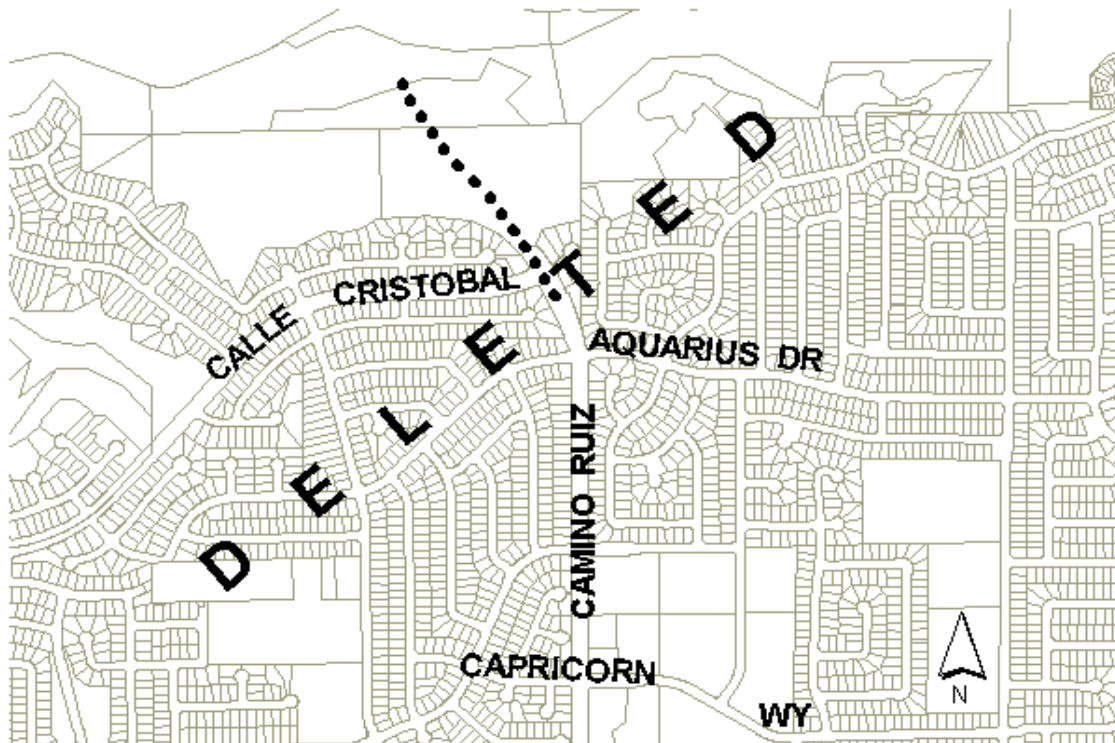 DELETED
CALLE CRISTOBAL
AQUARIUS DR
CAMINO RUIZ
CAPRICORN WY
N